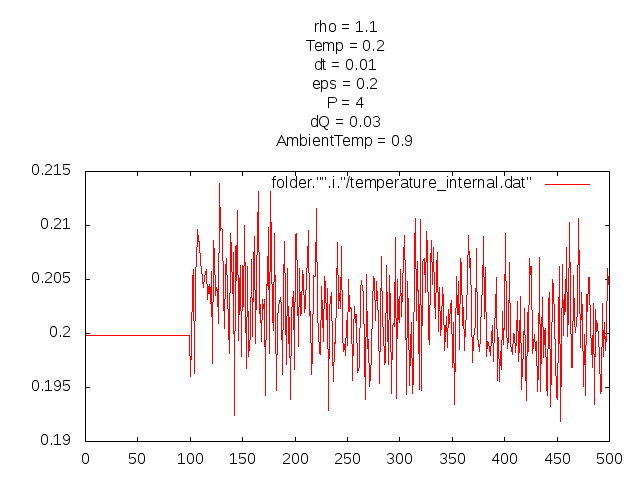 rho = 1.1
Temp = 0.2
dt = 0.01
eps = 0.2
P = 4
dQ = 0.03
AmbientTemp = 0.9
folder."".i."/temperature_internal.dat"
0.215
0.21
0.205
0.2
0.195
0.19
0 50 100 150 200 250 300 350 400 450 500